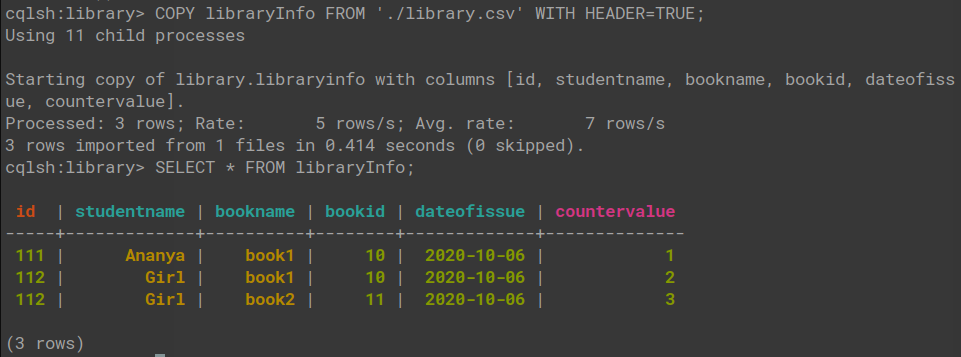 cqlsh:library> COPY libraryInfo FROM './library.csv' WITH HEADER=TRUE;
Using 11 child processes

Starting copy of library.libraryinfo with columns [id, studentname, bookname, bookid, dateofiss
ue, countervalue].
Processed: 3 rows; Rate:       5 rows/s; Avg. rate:       7 rows/s
3 rows imported from 1 files in 0.414 seconds (0 skipped).
cqlsh:library> SELECT * FROM libraryInfo;

 id  | studentname | bookname | bookid | dateofissue | countervalue
-----+-------------+----------+--------+-------------+--------------
 111 |      Ananya |    book1 |     10 |  2020-10-06 |            1
 112 |        Girl |    book1 |     10 |  2020-10-06 |            2
 112 |        Girl |    book2 |     11 |  2020-10-06 |            3

(3 rows)